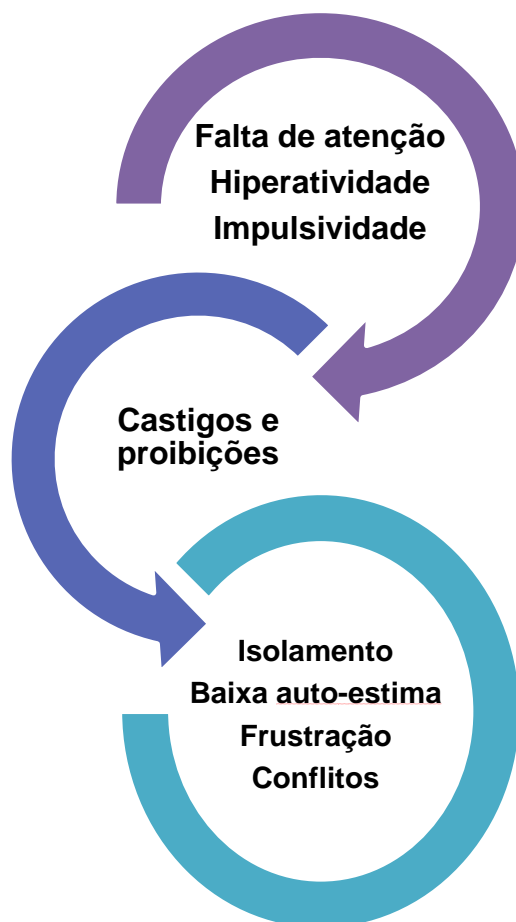 Falta de atenção
Hiperatividade
Impulsividade
Castigos e
proibições
Isolamento
Baixa auto-estima
Frustração
Conflitos